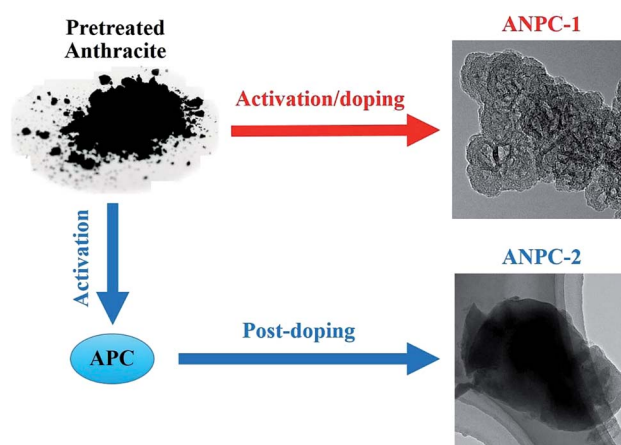 Pretreated
Anthracite
ANPC-1
Activation/doping
Activation
ANPC-2
Post-doping
APC